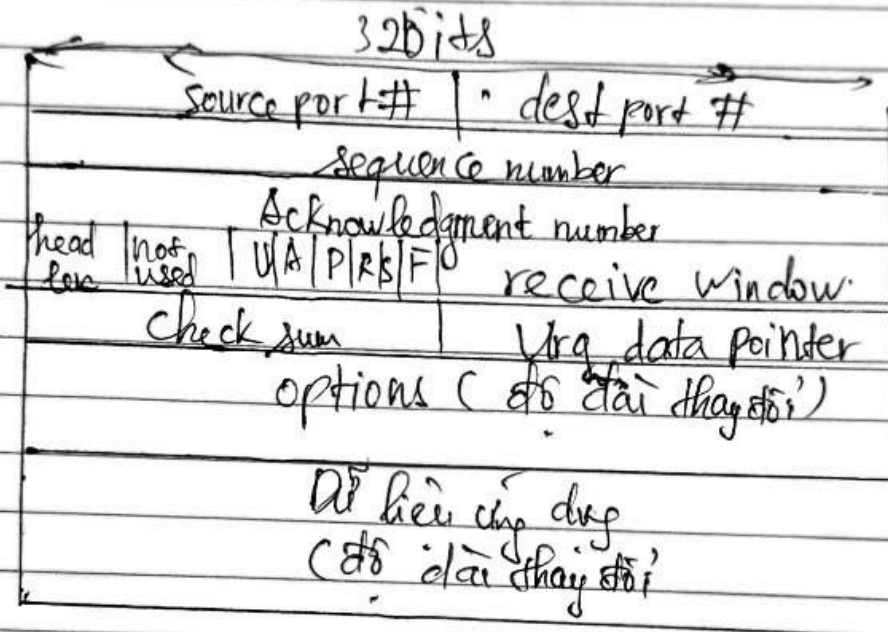 32Bits
source port # | dest port #
sequence number
Acknowledgment number
head len | not used | U | A | P | R | S | F | receive window
check sum | Urg data pointer
options (độ dài thay đổi)
Dữ liệu ứng dụng
(độ dài thay đổi